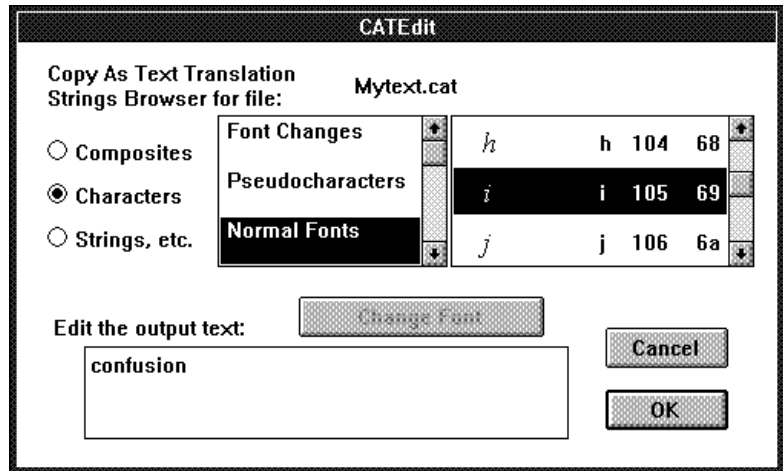 CATEdit
Copy As Text Translation
Strings Browser for file:
Mytext.cat
Composites
Characters
Strings, etc.
Font Changes
Pseudocharacters
Normal Fonts
h h 104 68
i i 105 69
j j 106 6a
Change Font
Edit the output text:
confusion
Cancel
OK